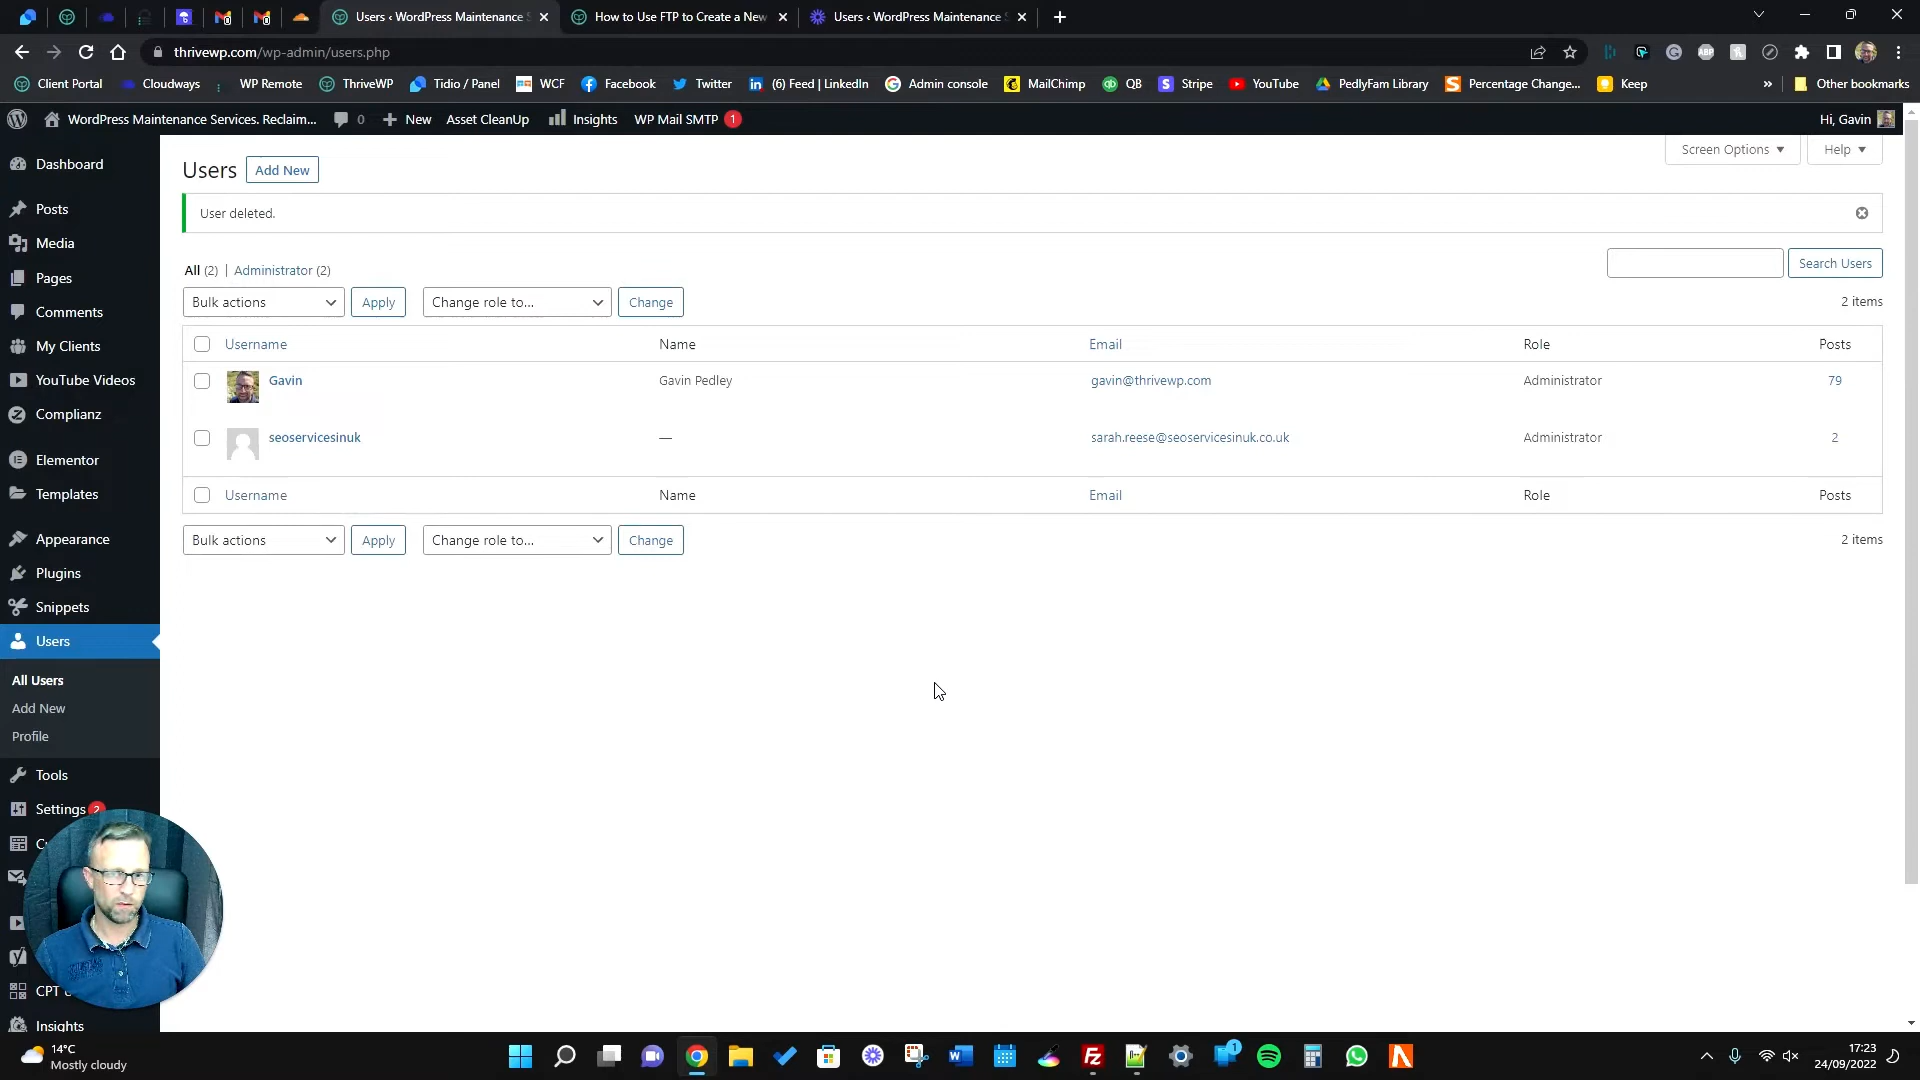 Users ‹ WordPress Maintenance S
How to Use FTP to Create a New
Users ‹ WordPress Maintenance S
thrivewp.com/wp-admin/users.php
Client Portal
Cloudways
WP Remote
ThriveWP
Tidio / Panel
WCF
Facebook
Twitter
(6) Feed | LinkedIn
Admin console
MailChimp
QB
Stripe
YouTube
PedlyFam Library
Percentage Change...
Keep
»
Other bookmarks
WordPress Maintenance Services. Reclaim...
0
New
Asset CleanUp
Insights
WP Mail SMTP 1
Hi, Gavin
Dashboard
Posts
Media
Pages
Comments
My Clients
YouTube Videos
Complianz
Elementor
Templates
Appearance
Plugins
Snippets
Users
All Users
Add New
Profile
Tools
Settings 2
CPT
Insights
Screen Options
Help
Users
Add New
User deleted.
All (2) | Administrator (2)
Search Users
Bulk actions
Apply
Change role to...
Change
2 items
Username Name Email Role Posts
Gavin Gavin Pedley gavin@thrivewp.com Administrator 79
seoservicesinuk — sarah.reese@seoservicesinuk.co.uk Administrator 2
Username Name Email Role Posts
Bulk actions
Apply
Change role to...
Change
2 items
14°C
Mostly cloudy
1
17:23
24/09/2022